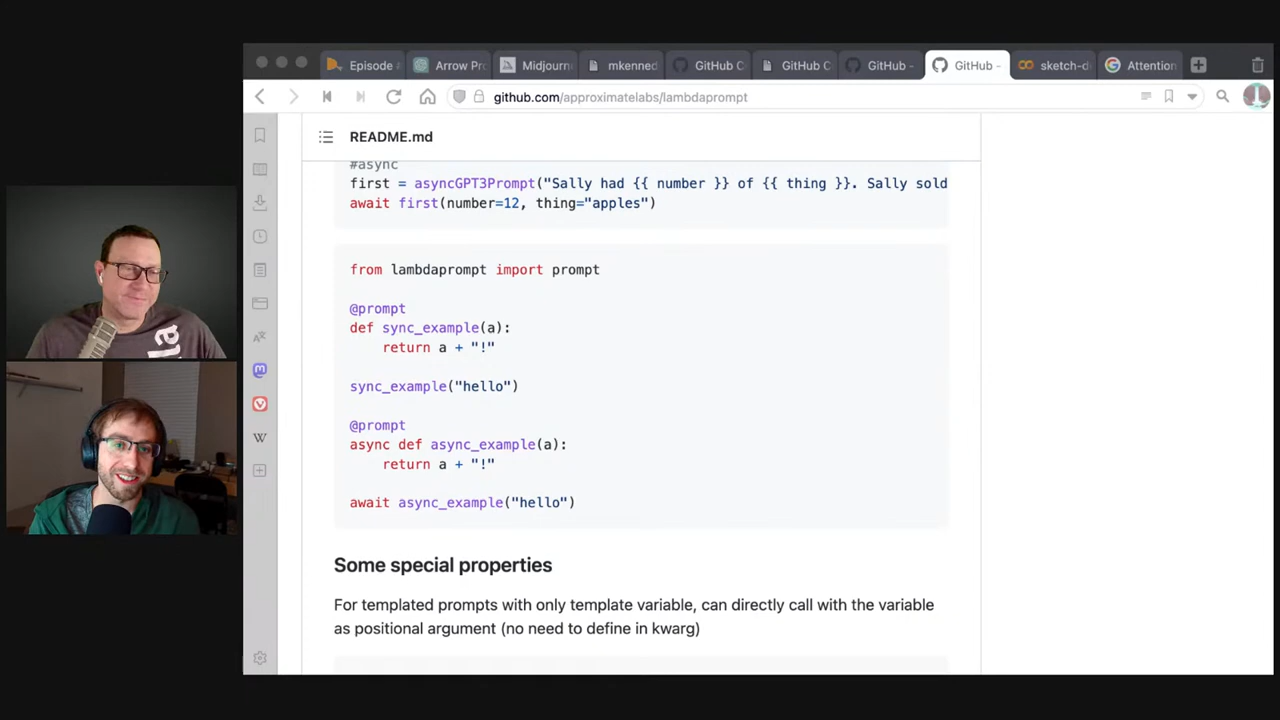 Episode
Arrow Pr
Midjourn
mkenned
GitHub C
GitHub C
GitHub -
GitHub -
sketch-d
Attention
github.com/approximatelabs/lambdaprompt
README.md
#async
first = asyncGPT3Prompt("Sally had {{ number }} of {{ thing }}. Sally sold
await first(number=12, thing="apples")
from lambdaprompt import prompt
@prompt
def sync_example(a):
return a + "!"
sync_example("hello")
@prompt
async def async_example(a):
return a + "!"
await async_example("hello")
Some special properties
For templated prompts with only template variable, can directly call with the variable
as positional argument (no need to define in kwarg)
W
la